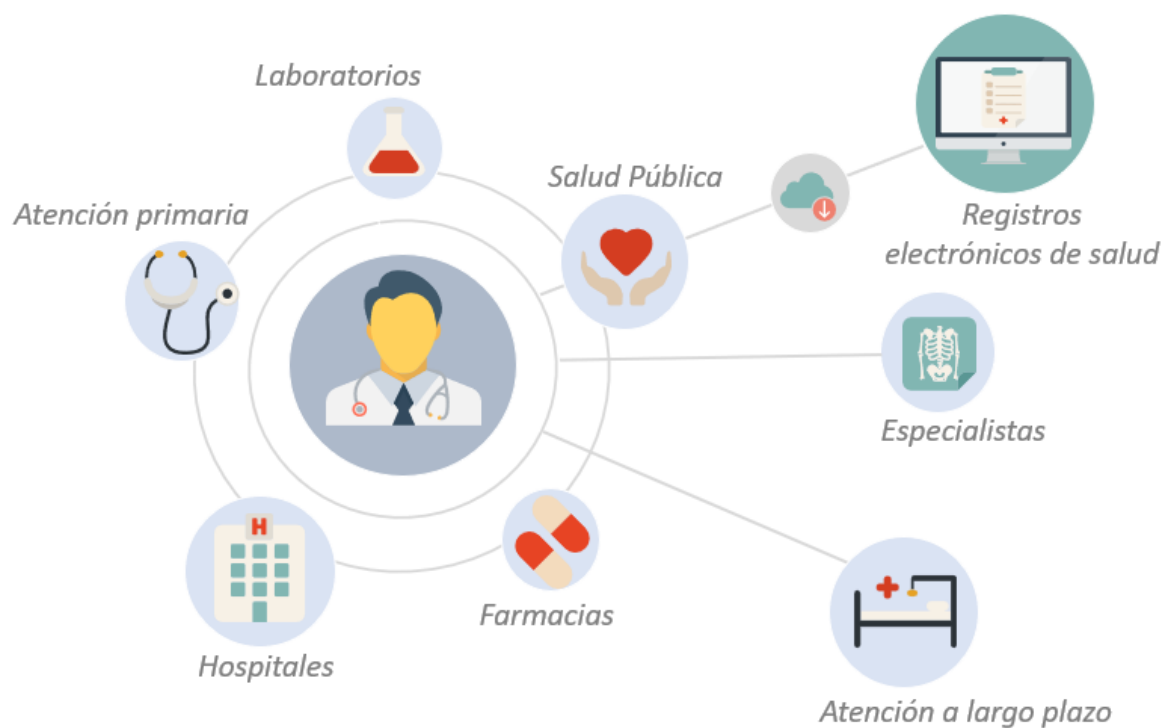 Laboratorios
Salud Pública
Atención primaria
Registros
electrónicos de salud
Especialistas
H
Farmacias
Hospitales
Atención a largo plazo